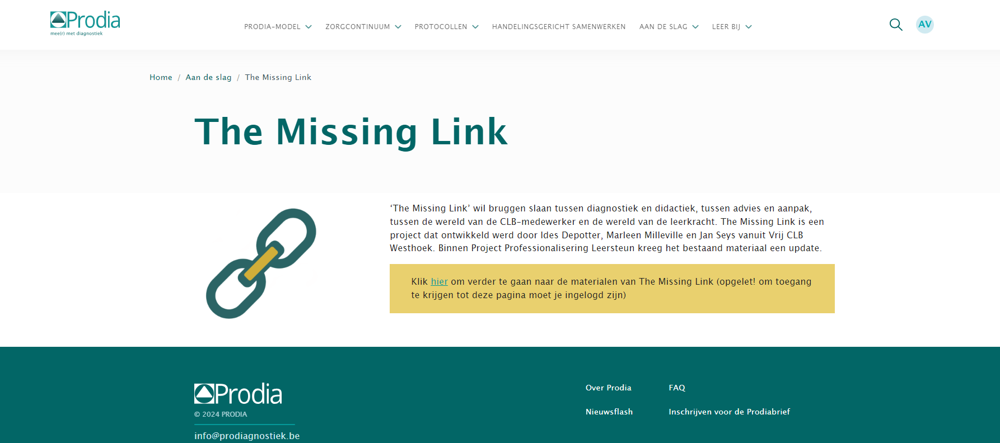 Prodia
mee(r) met diagnostiek
PRODIA-MODEL
ZORGCONTINUUM
PROTOCOLLEN
HANDELINGSGERICHT SAMENWERKEN
AAN DE SLAG
LEER BIJ
AV
Home / Aan de slag / The Missing Link
The Missing Link
‘The Missing Link’ wil bruggen slaan tussen diagnostiek en didactiek, tussen advies en aanpak,
tussen de wereld van de CLB-medewerker en de wereld van de leerkracht. The Missing Link is een
project dat ontwikkeld werd door Ides Depotter, Marleen Milleville en Jan Seys vanuit Vrij CLB
Westhoek. Binnen Project Professionalisering Leersteun kreeg het bestaand materiaal een update.
Klik hier om verder te gaan naar de materialen van The Missing Link (opgelet! om toegang
te krijgen tot deze pagina moet je ingelogd zijn)
Prodia
© 2024 PRODIA
info@prodiagnostiek.be
Over Prodia
FAQ
Nieuwsflash
Inschrijven voor de Prodiabrief